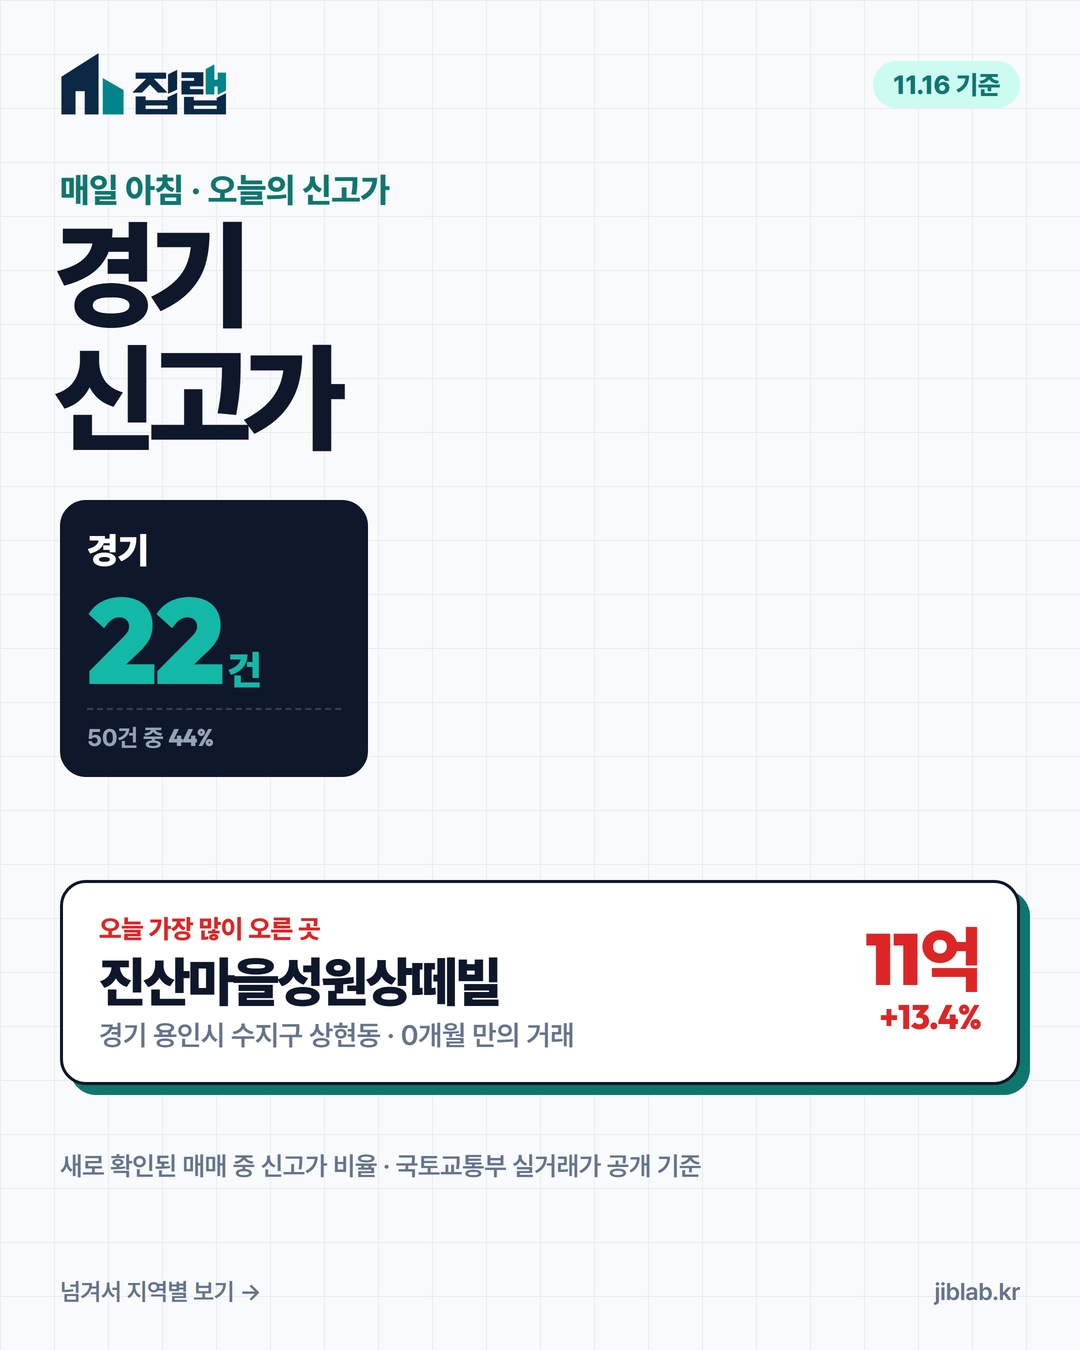 집랩
11.16 기준
매일 아침 · 오늘의 신고가
경기
신고가
경기
22건
50건 중 44%
오늘 가장 많이 오른 곳
진산마을성원상떼빌
경기 용인시 수지구 상현동 · 0개월 만의 거래
11억
+13.4%
새로 확인된 매매 중 신고가 비율 · 국토교통부 실거래가 공개 기준
넘겨서 지역별 보기 →
jiblab.kr